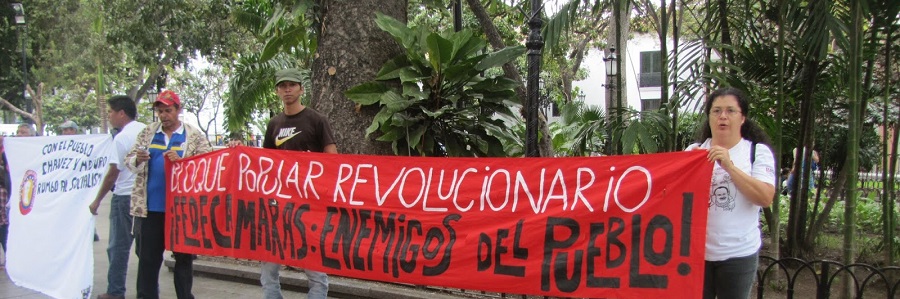 CON EL PUEBLO
CHAVEZ Y MADURO
RUMBO AL SOCIALISMO
BLOQUE POPULAR REVOLUCIONARIO
¡FEDECAMARAS: ENEMIGOS DEL PUEBLO!
NIKE